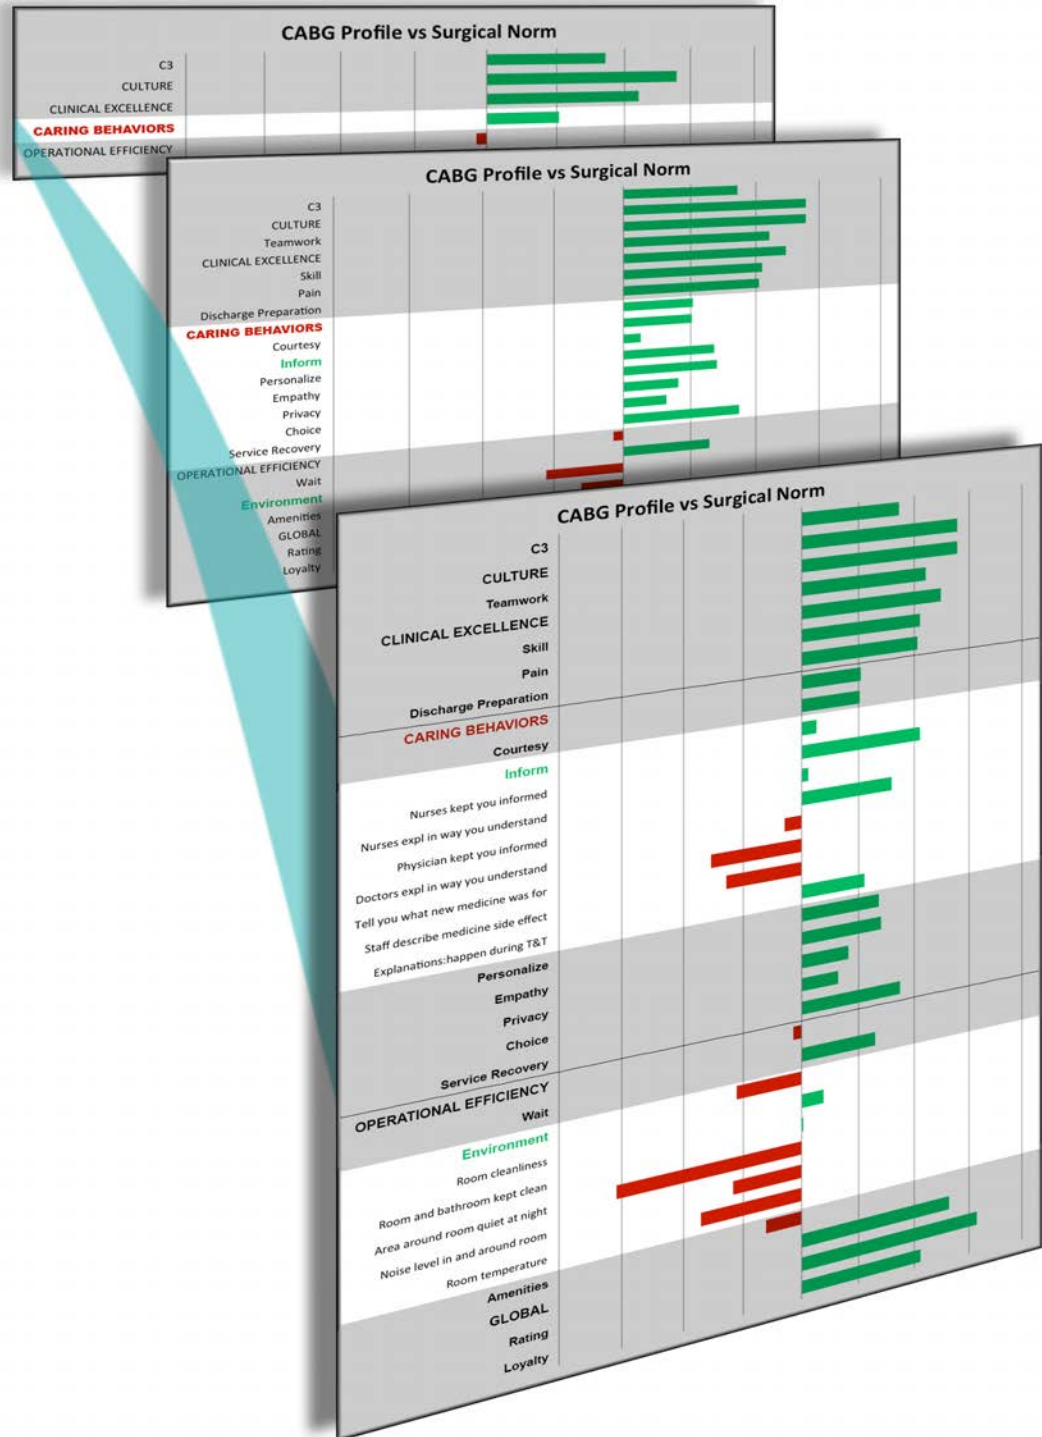 CABG Profile vs Surgical Norm
C3
CULTURE
CLINICAL EXCELLENCE
CARING BEHAVIORS
OPERATIONAL EFFICIENCY
CABG Profile vs Surgical Norm
C3
CULTURE
Teamwork
CLINICAL EXCELLENCE
Skill
Pain
Discharge Preparation
CARING BEHAVIORS
Courtesy
Inform
Personalize
Empathy
Privacy
Choice
Service Recovery
OPERATIONAL EFFICIENCY
Wait
Environment
Amenities
GLOBAL
Rating
Loyalty
CABG Profile vs Surgical Norm
C3
CULTURE
Teamwork
CLINICAL EXCELLENCE
Skill
Pain
Discharge Preparation
CARING BEHAVIORS
Courtesy
Inform
Nurses kept you informed
Nurses expl in way you understand
Physician kept you informed
Doctors expl in way you understand
Tell you what new medicine was for
Staff describe medicine side effect
Explanations:happen during T&T
Personalize
Empathy
Privacy
Choice
Service Recovery
OPERATIONAL EFFICIENCY
Wait
Environment
Room cleanliness
Room and bathroom kept clean
Area around room quiet at night
Noise level in and around room
Room temperature
Amenities
GLOBAL
Rating
Loyalty